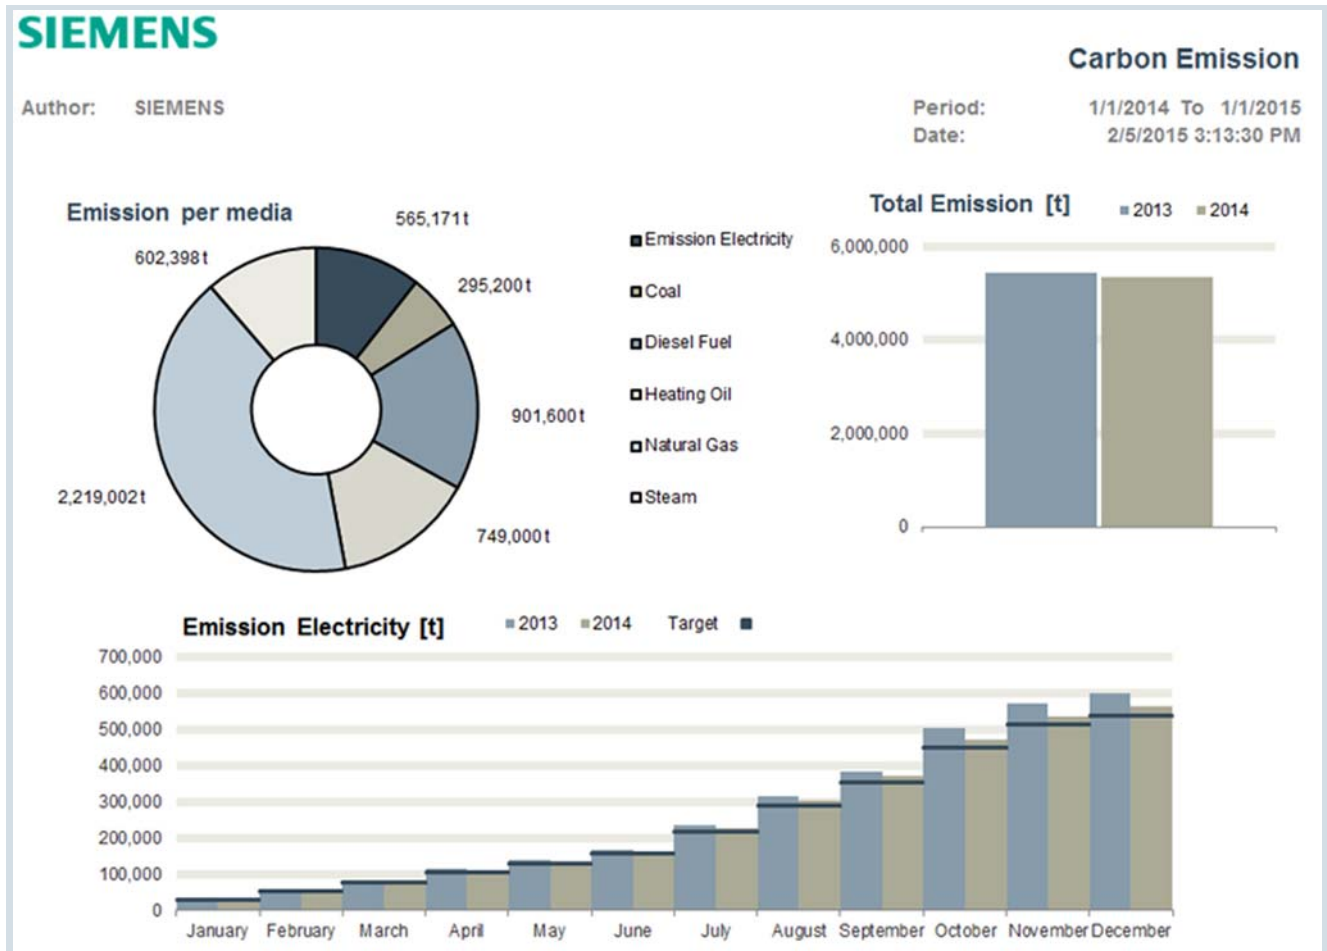 SIEMENS
Carbon Emission
Author: SIEMENS
Period: 1/1/2014 To 1/1/2015
Date: 2/5/2015 3:13:30 PM
Emission per media
565,171t
295,200t
901,600t
749,000t
2,219,002t
602,398t
Emission Electricity
Coal
Diesel Fuel
Heating Oil
Natural Gas
Steam
Total Emission [t] 2013 2014
6,000,000
4,000,000
2,000,000
0
Emission Electricity [t] 2013 2014 Target
700,000
600,000
500,000
400,000
300,000
200,000
100,000
0
January February March April May June July August September October November December